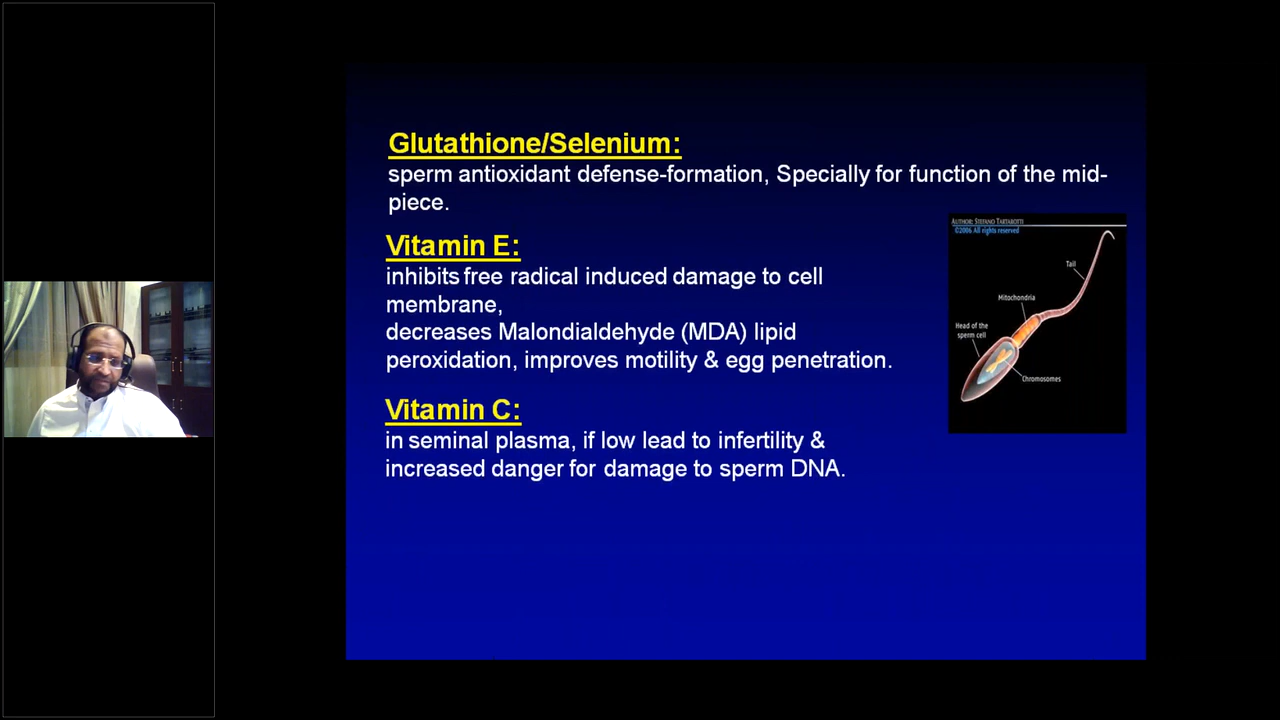 Glutathione/Selenium:
sperm antioxidant defense-formation, Specially for function of the mid-
piece.
Vitamin E:
inhibits free radical induced damage to cell
membrane,
decreases Malondialdehyde (MDA) lipid
peroxidation, improves motility & egg penetration.
Vitamin C:
in seminal plasma, if low lead to infertility &
increased danger for damage to sperm DNA.
AUTHOR: STEFANO TARTAROTTI
©2006 All rights reserved
Tail
Mitochondria
Head of the
sperm cell
Chromosomes